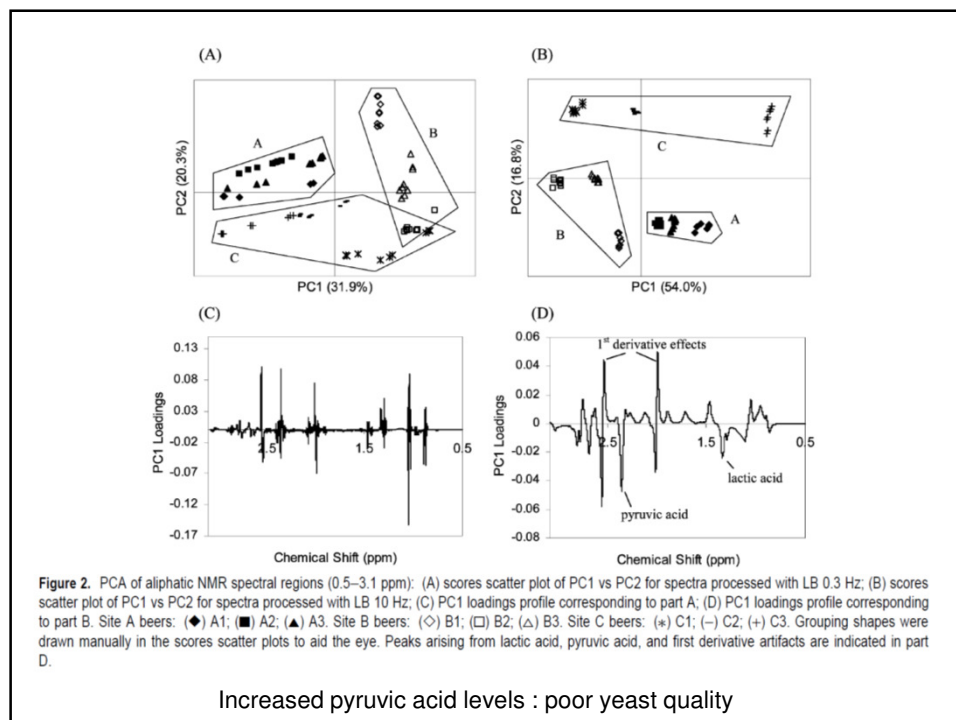 (A)
(B)
A
B
C
PC2 (20.3%)
PC1 (31.9%)
C
B
A
PC2 (16.8%)
PC1 (54.0%)
(C)
(D)
0.13
0.08
0.03
-0.02
-0.07
-0.12
-0.17
2.5
1.5
0.5
PC1 Loadings
Chemical Shift (ppm)
0.06
0.04
0.02
0
-0.02
-0.04
-0.06
-0.08
1st derivative effects
2.5
1.5
0.5
lactic acid
pyruvic acid
PC1 Loadings
Chemical Shift (ppm)
Figure 2. PCA of aliphatic NMR spectral regions (0.5–3.1 ppm): (A) scores scatter plot of PC1 vs PC2 for spectra processed with LB 0.3 Hz; (B) scores
scatter plot of PC1 vs PC2 for spectra processed with LB 10 Hz; (C) PC1 loadings profile corresponding to part A; (D) PC1 loadings profile corresponding
to part B. Site A beers: (◆) A1; (■) A2; (▲) A3. Site B beers: (◇) B1; (□) B2; (△) B3. Site C beers: (∗) C1; (−) C2; (+) C3. Grouping shapes were
drawn manually in the scores scatter plots to aid the eye. Peaks arising from lactic acid, pyruvic acid, and first derivative artifacts are indicated in part
D.
Increased pyruvic acid levels : poor yeast quality